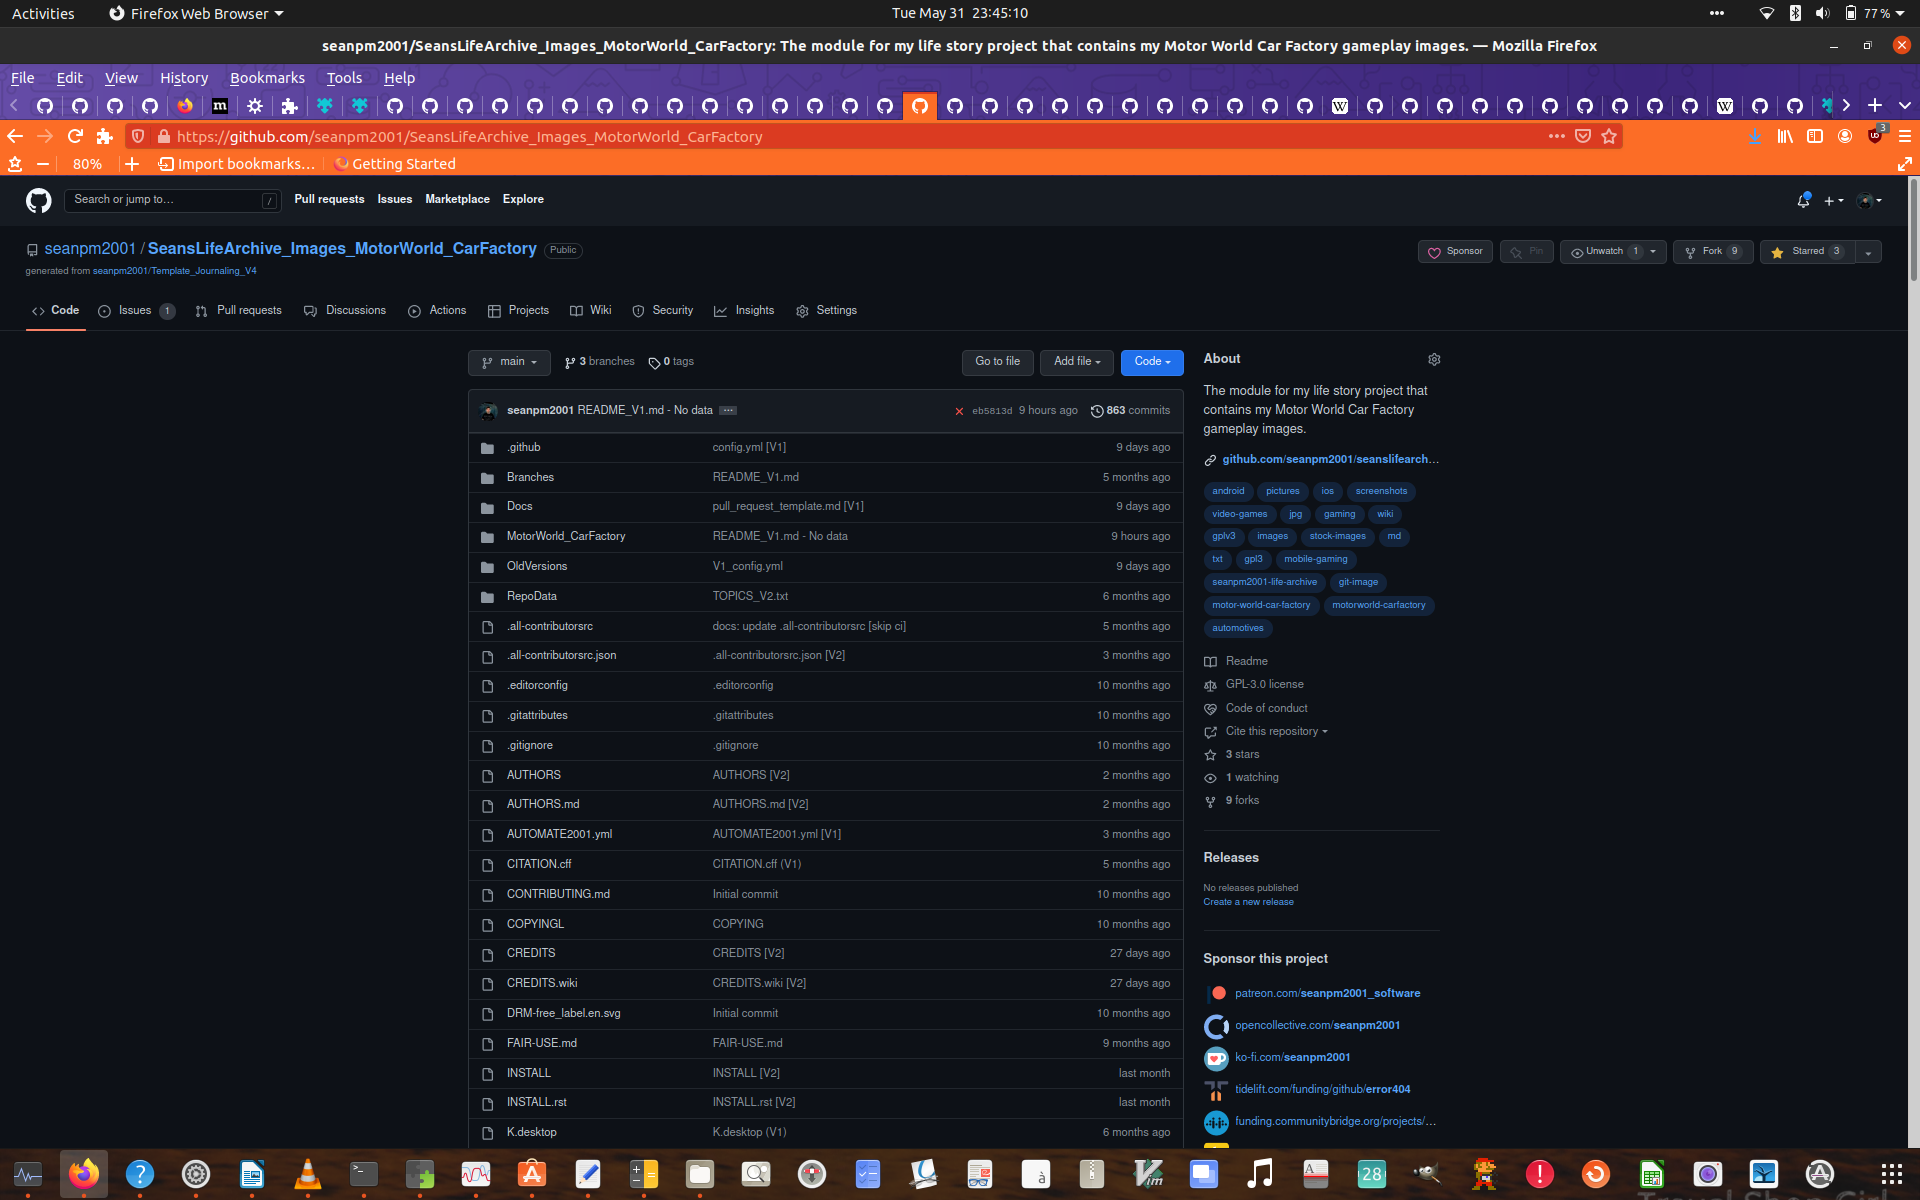 Activities
Firefox Web Browser
Tue May 31 23:45:10
77 %
seanpm2001/SeansLifeArchive_Images_MotorWorld_CarFactory: The module for my life story project that contains my Motor World Car Factory gameplay images. — Mozilla Firefox
File Edit View History Bookmarks Tools Help
https://github.com/seanpm2001/SeansLifeArchive_Images_MotorWorld_CarFactory
3
80%
Import bookmarks...
Getting Started
Search or jump to...
/
Pull requests Issues Marketplace Explore
seanpm2001 / SeansLifeArchive_Images_MotorWorld_CarFactory Public
generated from seanpm2001/Template_Journaling_V4
Sponsor
Pin
Unwatch 1
Fork 9
Starred 3
Code
Issues 1
Pull requests
Discussions
Actions
Projects
Wiki
Security
Insights
Settings
main
3 branches
0 tags
Go to file
Add file
Code
seanpm2001 README_V1.md - No data ... eb5813d 9 hours ago 863 commits
.github config.yml [V1] 9 days ago
Branches README_V1.md 5 months ago
Docs pull_request_template.md [V1] 9 days ago
MotorWorld_CarFactory README_V1.md - No data 9 hours ago
OldVersions V1_config.yml 9 days ago
RepoData TOPICS_V2.txt 6 months ago
.all-contributorsrc docs: update .all-contributorsrc [skip ci] 5 months ago
.all-contributorsrc.json .all-contributorsrc.json [V2] 3 months ago
.editorconfig .editorconfig 10 months ago
.gitattributes .gitattributes 10 months ago
.gitignore .gitignore 10 months ago
AUTHORS AUTHORS [V2] 2 months ago
AUTHORS.md AUTHORS.md [V2] 2 months ago
AUTOMATE2001.yml AUTOMATE2001.yml [V1] 3 months ago
CITATION.cff CITATION.cff (V1) 5 months ago
CONTRIBUTING.md Initial commit 10 months ago
COPYINGL COPYING 10 months ago
CREDITS CREDITS [V2] 27 days ago
CREDITS.wiki CREDITS.wiki [V2] 27 days ago
DRM-free_label.en.svg Initial commit 10 months ago
FAIR-USE.md FAIR-USE.md 9 months ago
INSTALL INSTALL [V2] last month
INSTALL.rst INSTALL.rst [V2] last month
K.desktop K.desktop (V1) 6 months ago
About
The module for my life story project that
contains my Motor World Car Factory
gameplay images.
github.com/seanpm2001/seanslifearch...
android pictures ios screenshots
video-games jpg gaming wiki
gplv3 images stock-images md
txt gpl3 mobile-gaming
seanpm2001-life-archive git-image
motor-world-car-factory motorworld-carfactory
automotives
Readme
GPL-3.0 license
Code of conduct
Cite this repository
3 stars
1 watching
9 forks
Releases
No releases published
Create a new release
Sponsor this project
patreon.com/seanpm2001_software
opencollective.com/seanpm2001
ko-fi.com/seanpm2001
tidelift.com/funding/github/error404
funding.communitybridge.org/projects/...
28